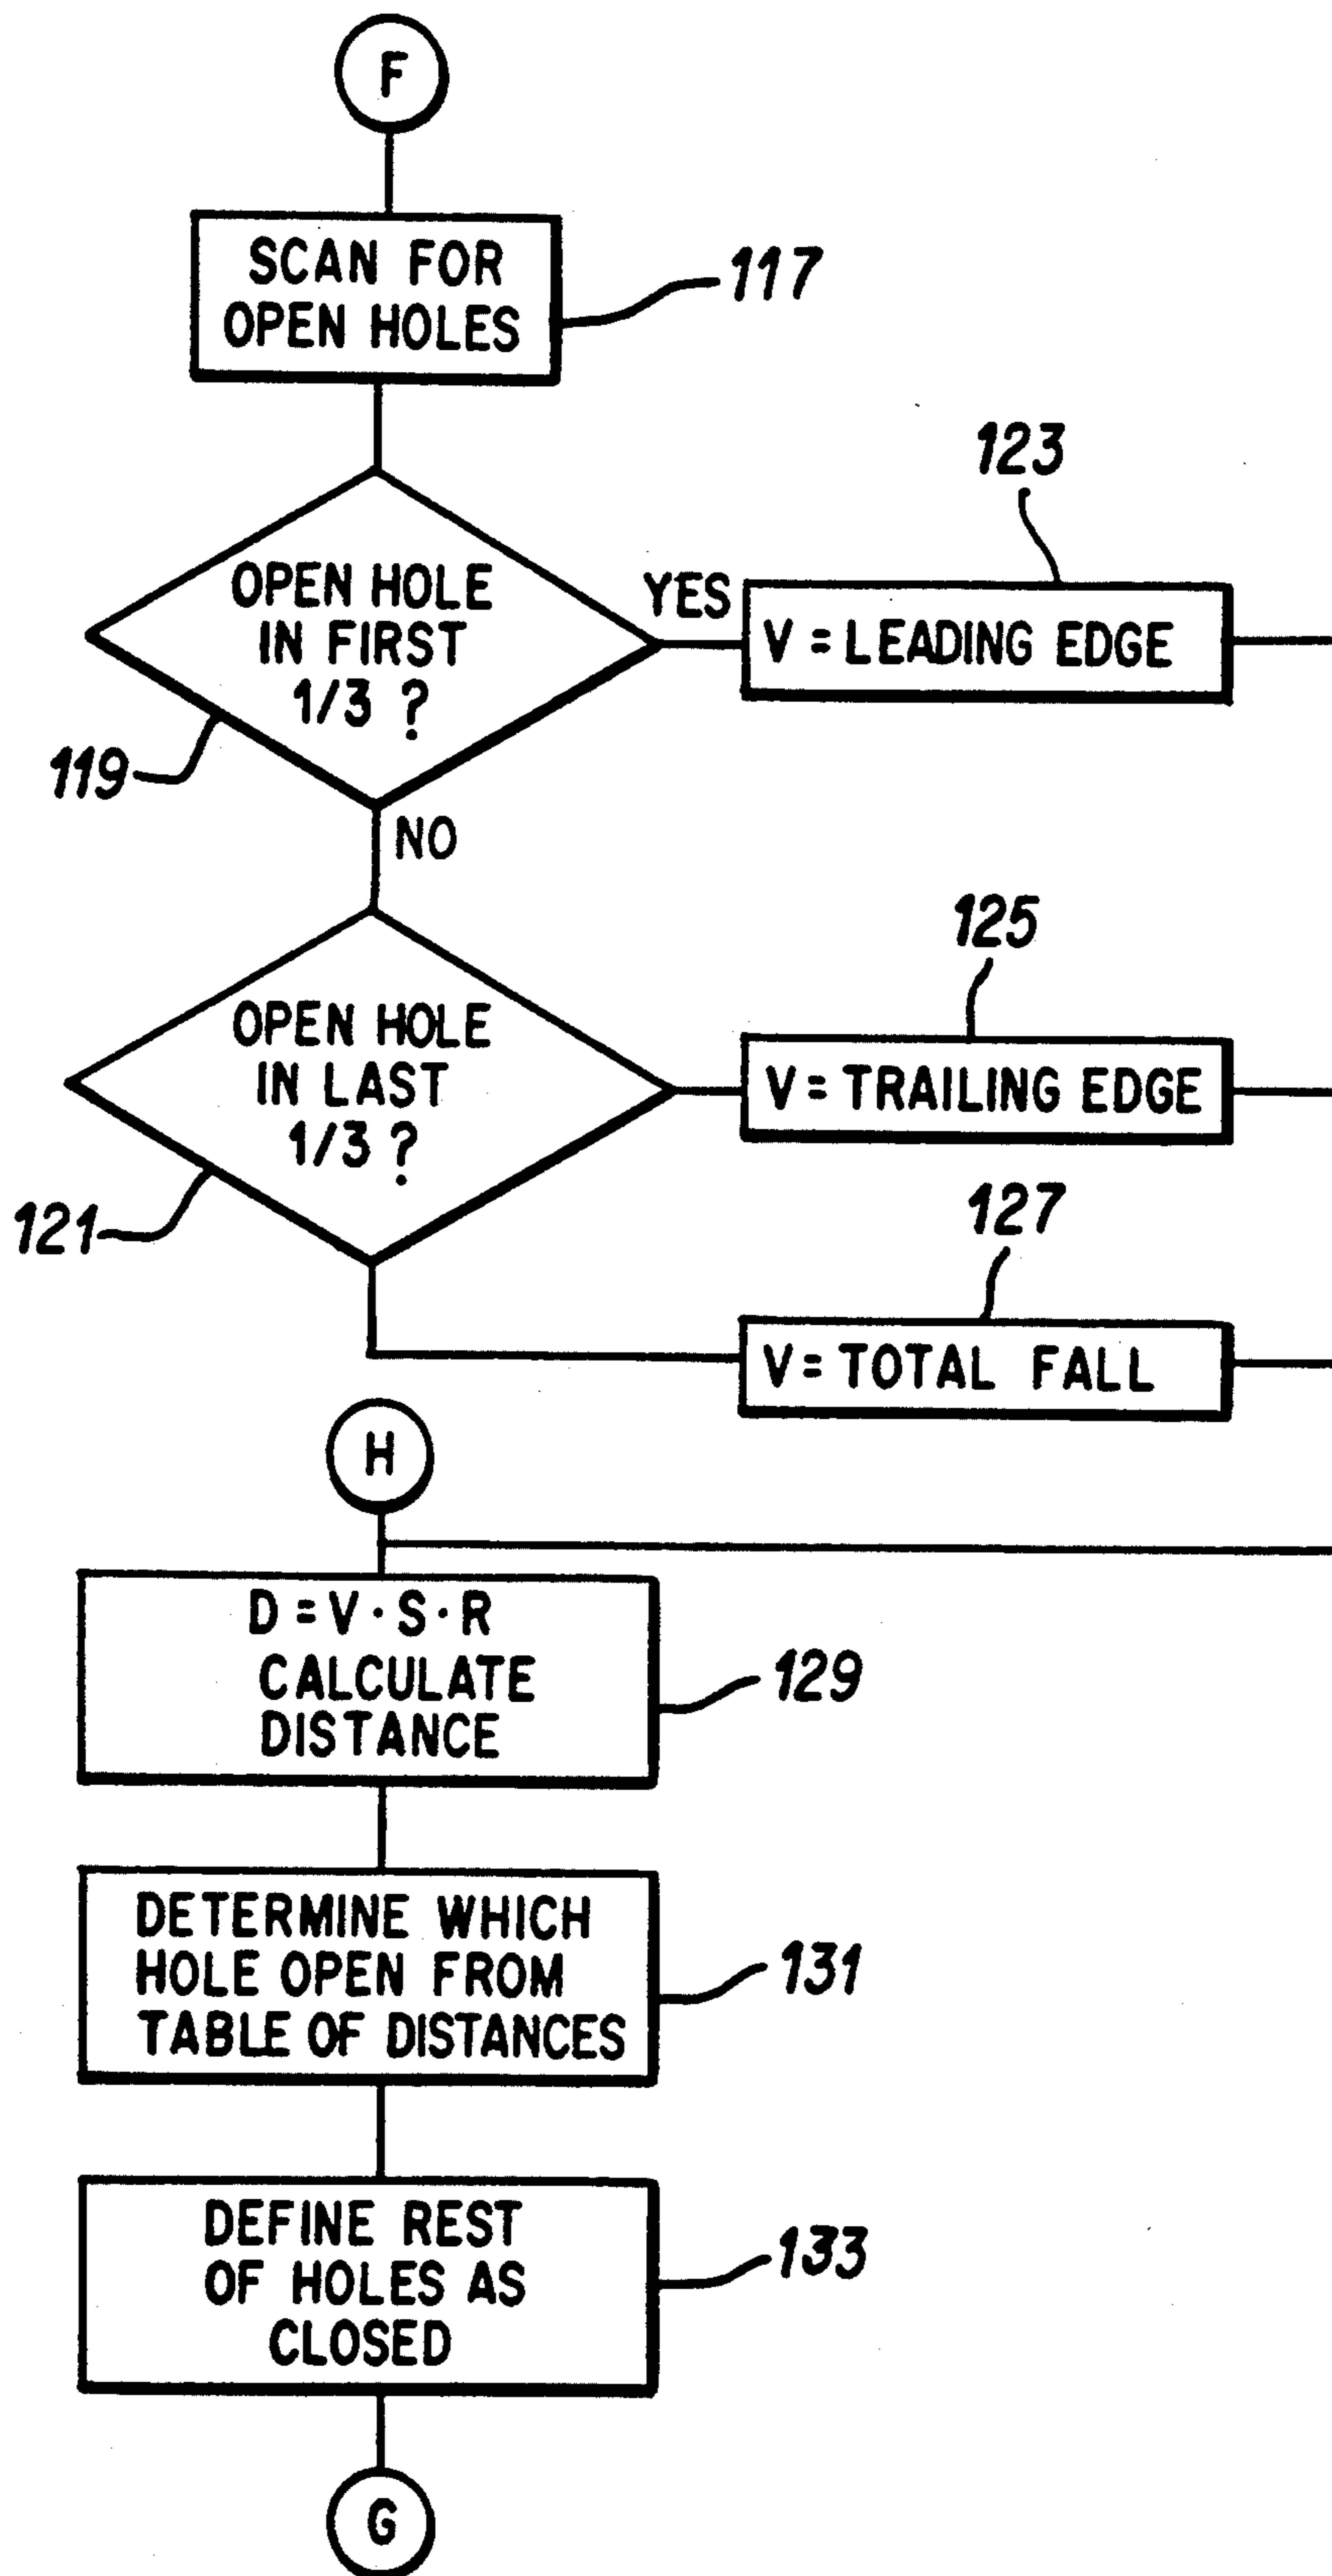 F
SCAN FOR
OPEN HOLES
117
OPEN HOLE
IN FIRST
1/3 ?
119
YES
123
V = LEADING EDGE
NO
OPEN HOLE
IN LAST
1/3 ?
121
125
V = TRAILING EDGE
127
V = TOTAL FALL
H
D = V · S · R
CALCULATE
DISTANCE
129
DETERMINE WHICH
HOLE OPEN FROM
TABLE OF DISTANCES
131
DEFINE REST
OF HOLES AS
CLOSED
133
G